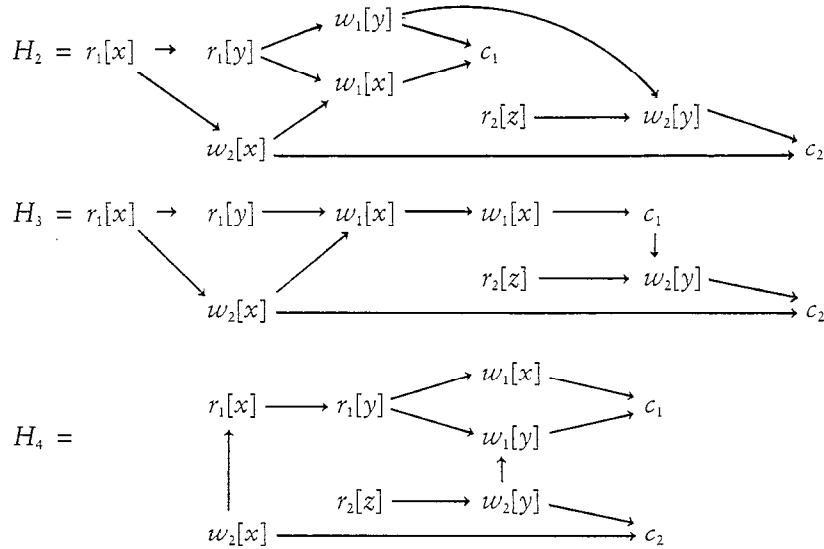 w₁[y]
H₂ = r₁[x] → r₁[y] c₁
w₁[x]
r₂[z] w₂[y]
w₂[x] c₂
H₃ = r₁[x] → r₁[y] w₁[x] w₁[x] c₁
r₂[z] w₂[y]
w₂[x] c₂
w₁[x]
r₁[x] r₁[y] c₁
H₄ = w₁[y]
r₂[z] w₂[y]
w₂[x] c₂